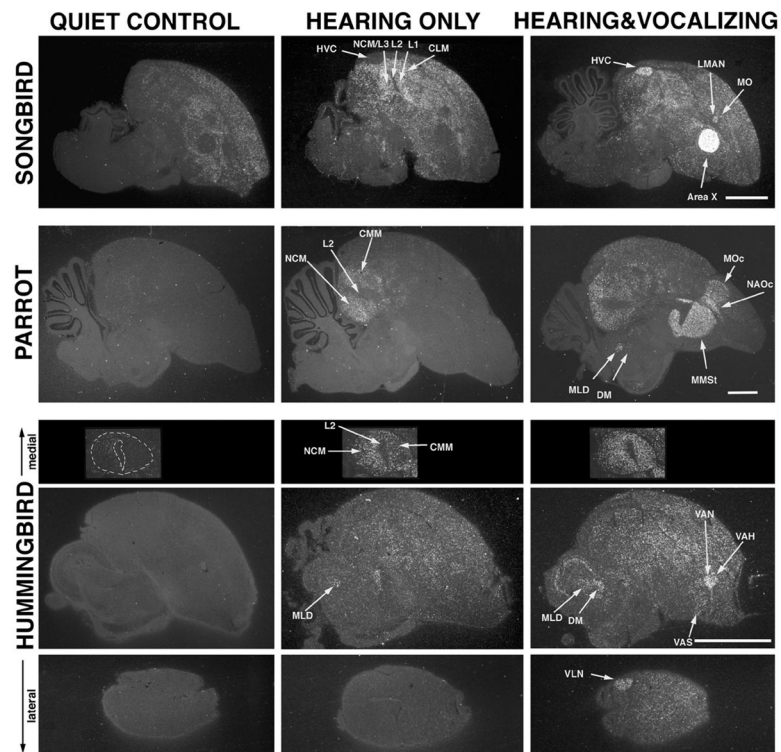 QUIET CONTROL
HEARING ONLY
HEARING&VOCALIZING
SONGBIRD
HVC
NCM/L3
L2
L1
CLM
HVC
LMAN
MO
Area X
PARROT
NCM
L2
CMM
MOc
NAOc
MLD
DM
MMSt
HUMMINGBIRD
medial
L2
NCM
CMM
MLD
VAN
VAH
MLD
DM
VAS
lateral
VLN